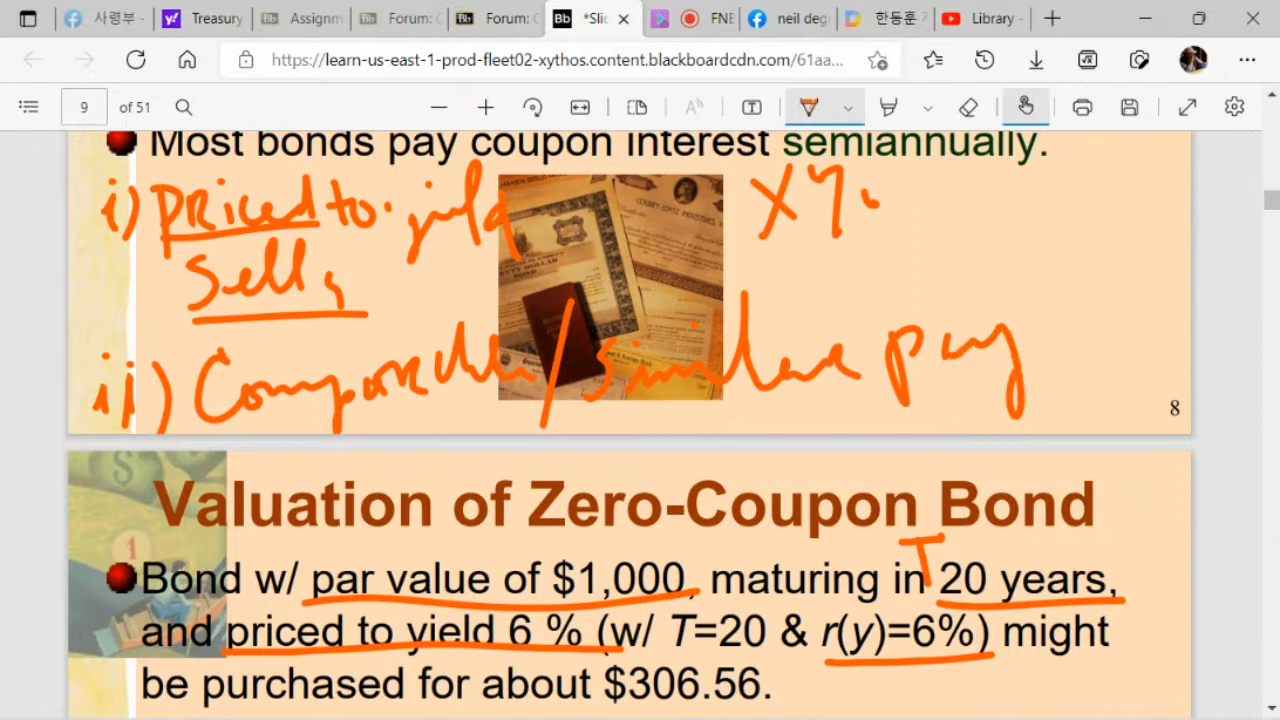 사령부 -
Treasury
Assignm
Forum: C
Forum: C
*Slic
FNE
neil deg
한동훈
Library -
https://learn-us-east-1-prod-fleet02-xythos.content.blackboardcdn.com/61aa...
9 of 51
Most bonds pay coupon interest semiannually.
i) PRiced to yield X%
Sells
ii) Comparable/similar pay
8
Valuation of Zero-Coupon Bond
T
Bond w/ par value of $1,000, maturing in 20 years,
and priced to yield 6 % (w/ T=20 & r(y)=6%) might
be purchased for about $306.56.